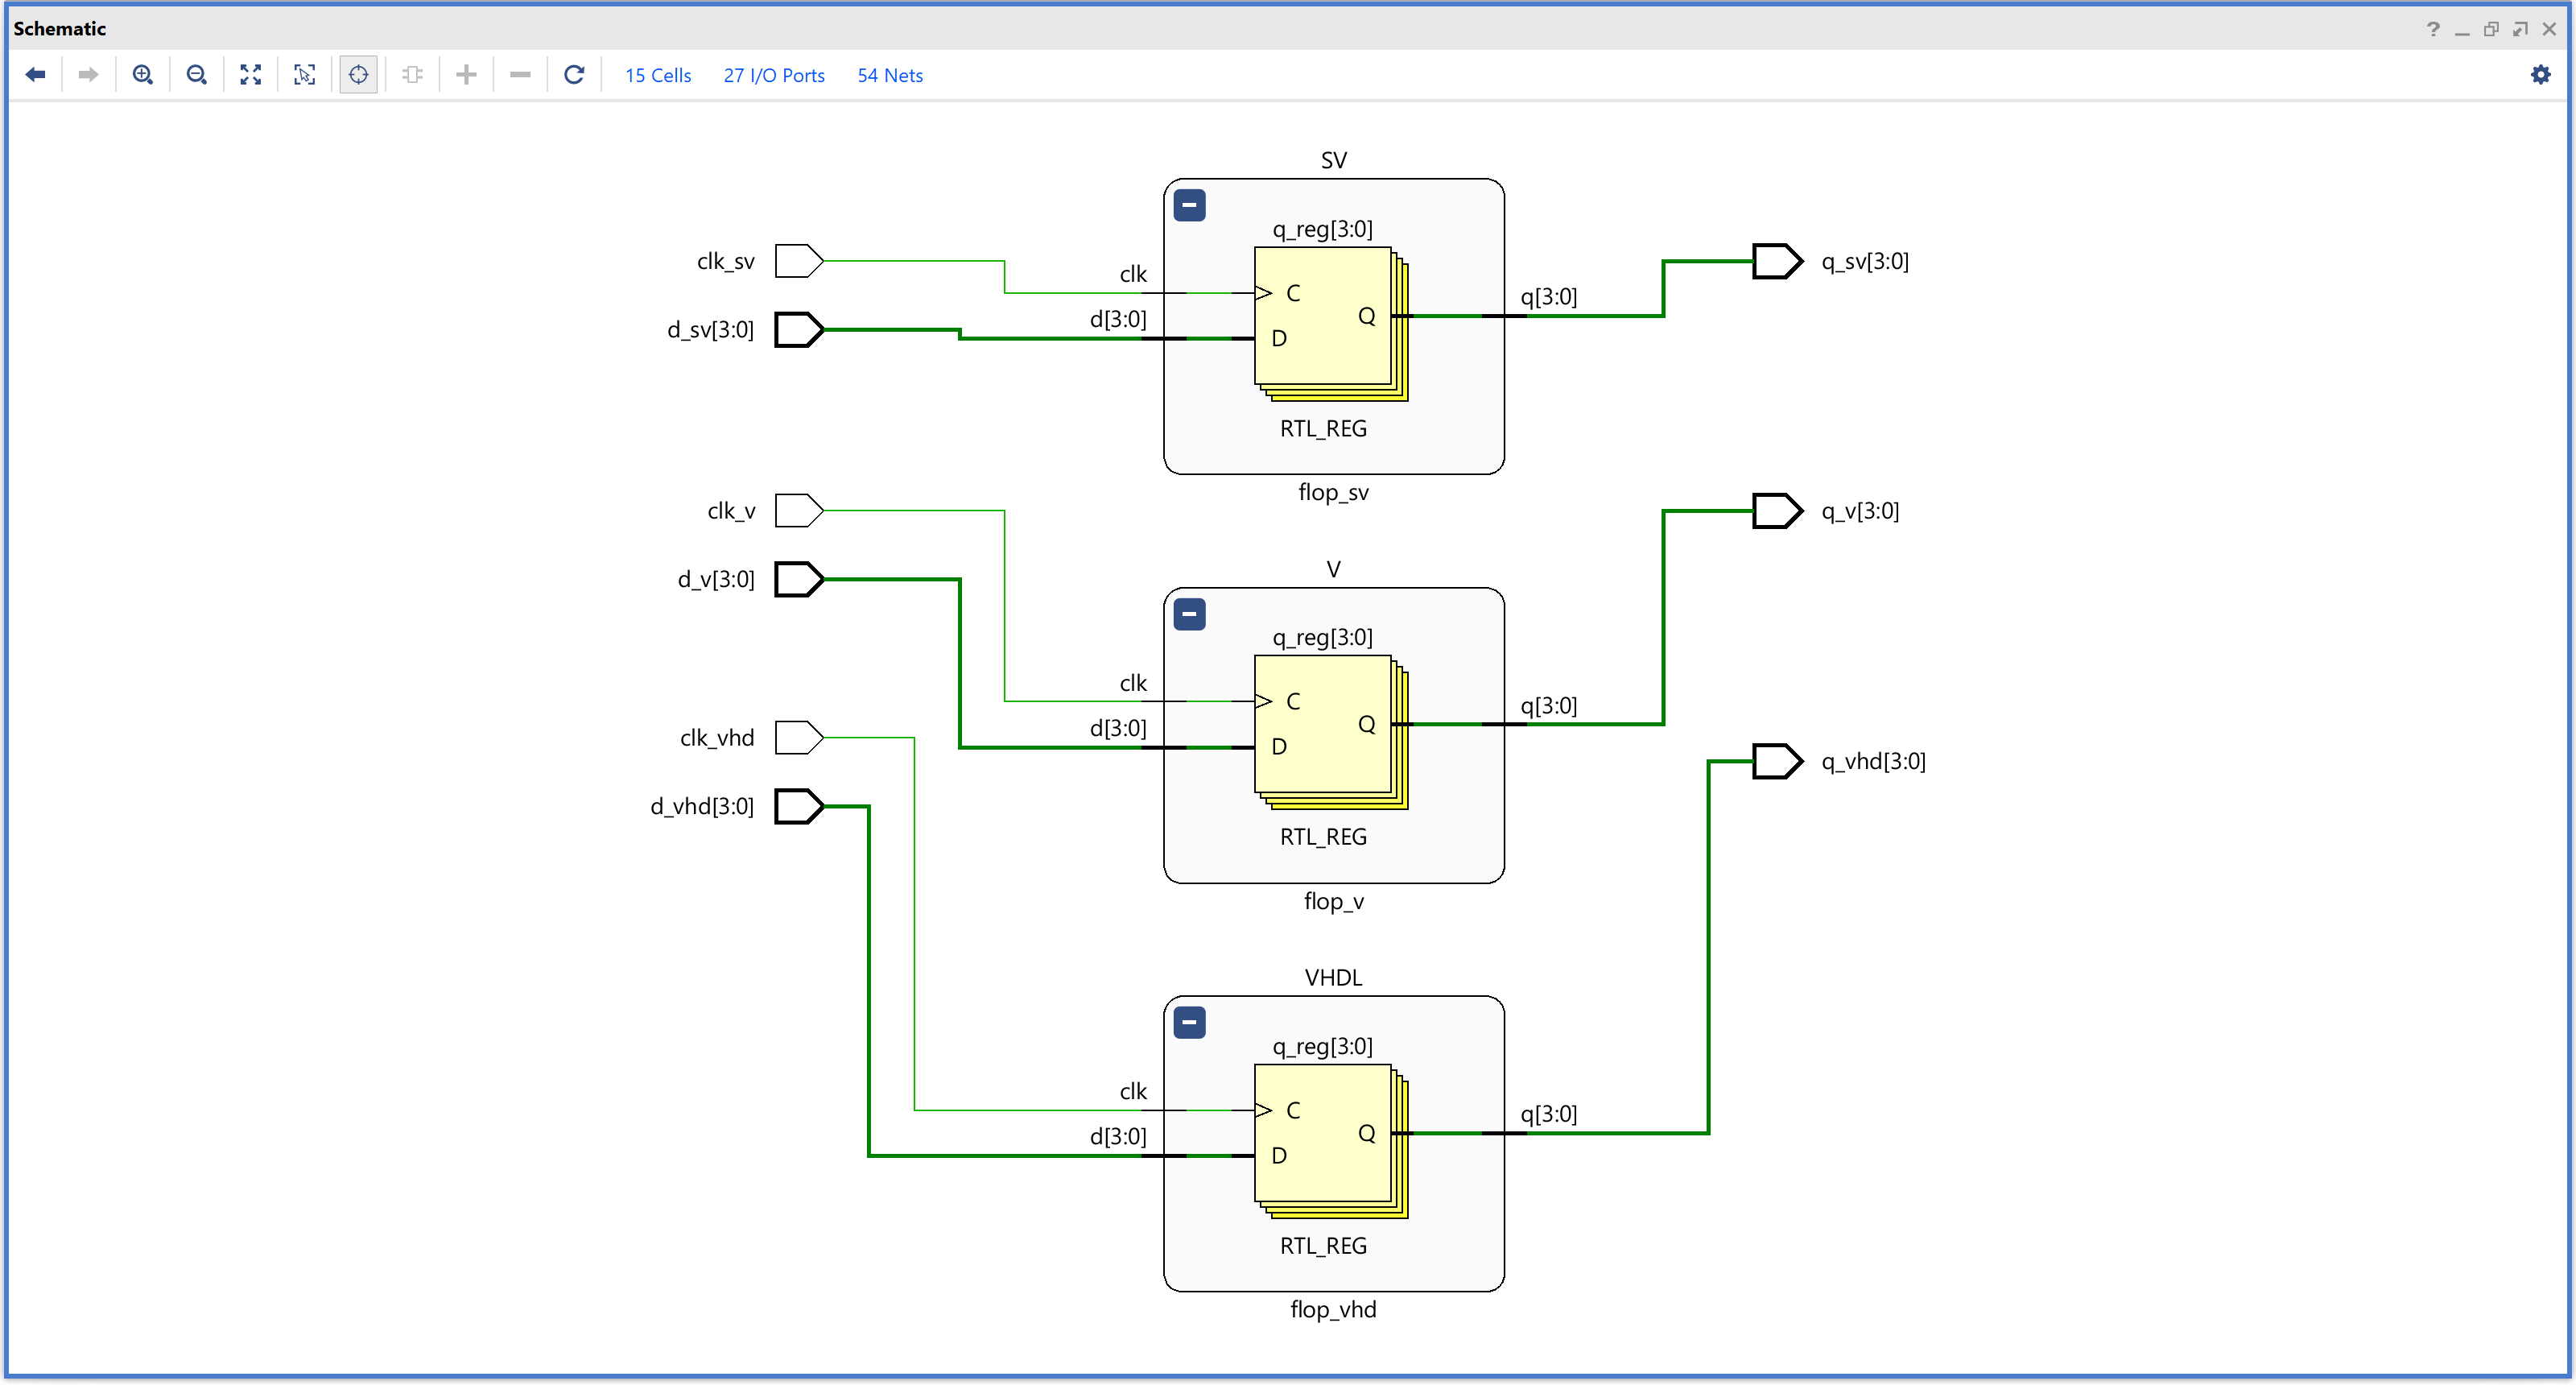 Schematic
15 Cells 27 I/O Ports 54 Nets
SV
q_reg[3:0]
clk_sv
clk
C
q_sv[3:0]
d_sv[3:0]
d[3:0]
D
Q
q[3:0]
RTL_REG
flop_sv
clk_v
q_v[3:0]
V
d_v[3:0]
q_reg[3:0]
clk
C
d[3:0]
D
Q
q[3:0]
clk_vhd
q_vhd[3:0]
d_vhd[3:0]
RTL_REG
flop_v
VHDL
q_reg[3:0]
clk
C
d[3:0]
D
Q
q[3:0]
RTL_REG
flop_vhd